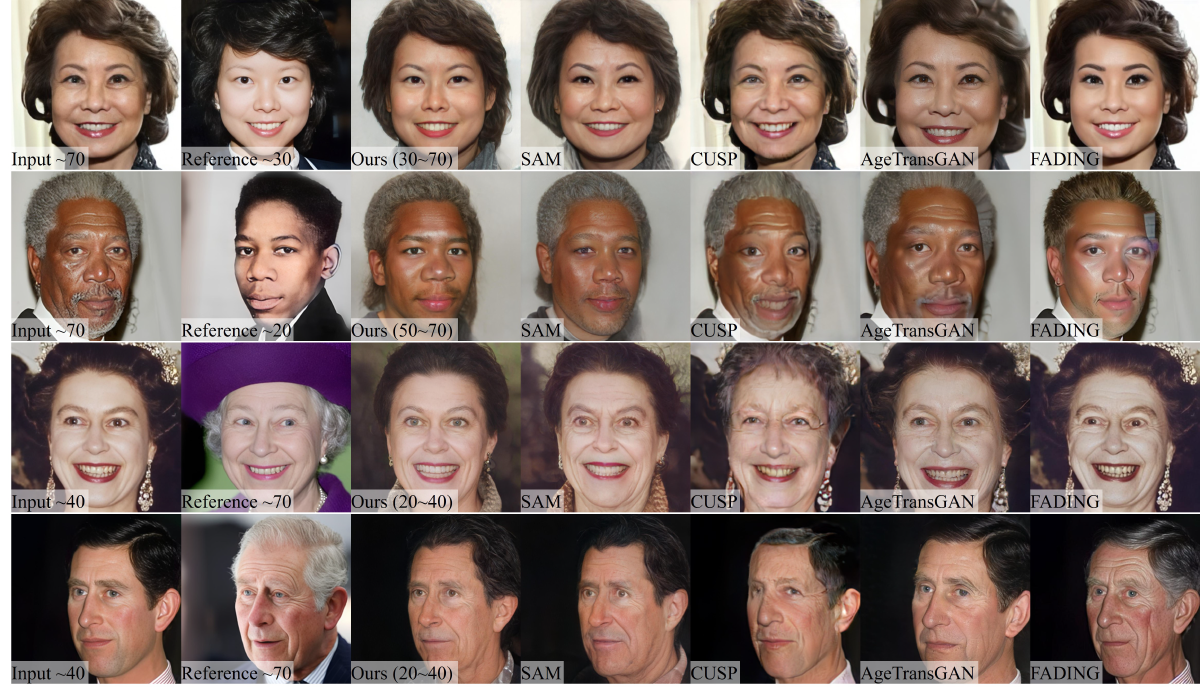 Input ~70 Reference ~30 Ours (30~70) SAM CUSP AgeTransGAN FADING
Input ~70 Reference ~20 Ours (50~70) SAM CUSP AgeTransGAN FADING
Input ~40 Reference ~70 Ours (20~40) SAM CUSP AgeTransGAN FADING
Input ~40 Reference ~70 Ours (20~40) SAM CUSP AgeTransGAN FADING